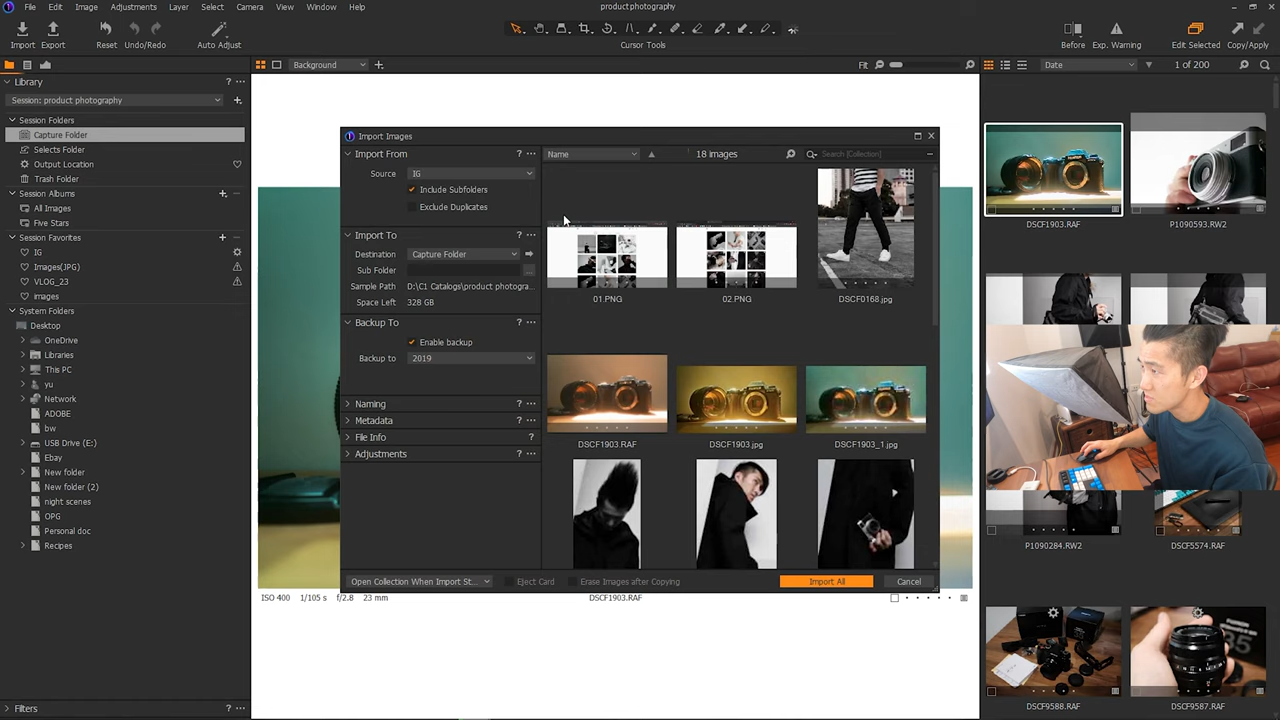 File Edit Image Adjustments Layer Select Camera View Window Help
product photography
Import Export Reset Undo/Redo Auto Adjust
Cursor Tools
Before Exp. Warning Edit Selected Copy/Apply
Background
Fit
Date
1 of 200
Library
Session: product photography
Session Folders
Capture Folder
Selects Folder
Output Location
Trash Folder
Session Albums
All Images
Five Stars
Session Favorites
IG
Images(JPG)
VLOG_23
images
System Folders
Desktop
OneDrive
Libraries
This PC
yu
Network
ADOBE
bw
USB Drive (E:)
Ebay
New folder
New folder (2)
night scenes
OPG
Personal doc
Recipes
Filters
Import Images
Import From
Source IG
Include Subfolders
Exclude Duplicates
Import To
Destination Capture Folder
Sub Folder
Sample Path D:\C1 Catalogs\product photogra...
Space Left 328 GB
Backup To
Enable backup
Backup to 2019
Naming
Metadata
File Info
Adjustments
Name
18 images
Search [Collection]
01.PNG
02.PNG
DSCF0168.jpg
DSCF1903.RAF
DSCF1903.jpg
DSCF1903_1.jpg
Open Collection When Import St...
Eject Card
Erase Images after Copying
Import All
Cancel
ISO 400 1/105 s f/2.8 23 mm
DSCF1903.RAF
DSCF1903.RAF
P1090593.RW2
P1090284.RW2
DSCF5574.RAF
DSCF9588.RAF
DSCF9587.RAF